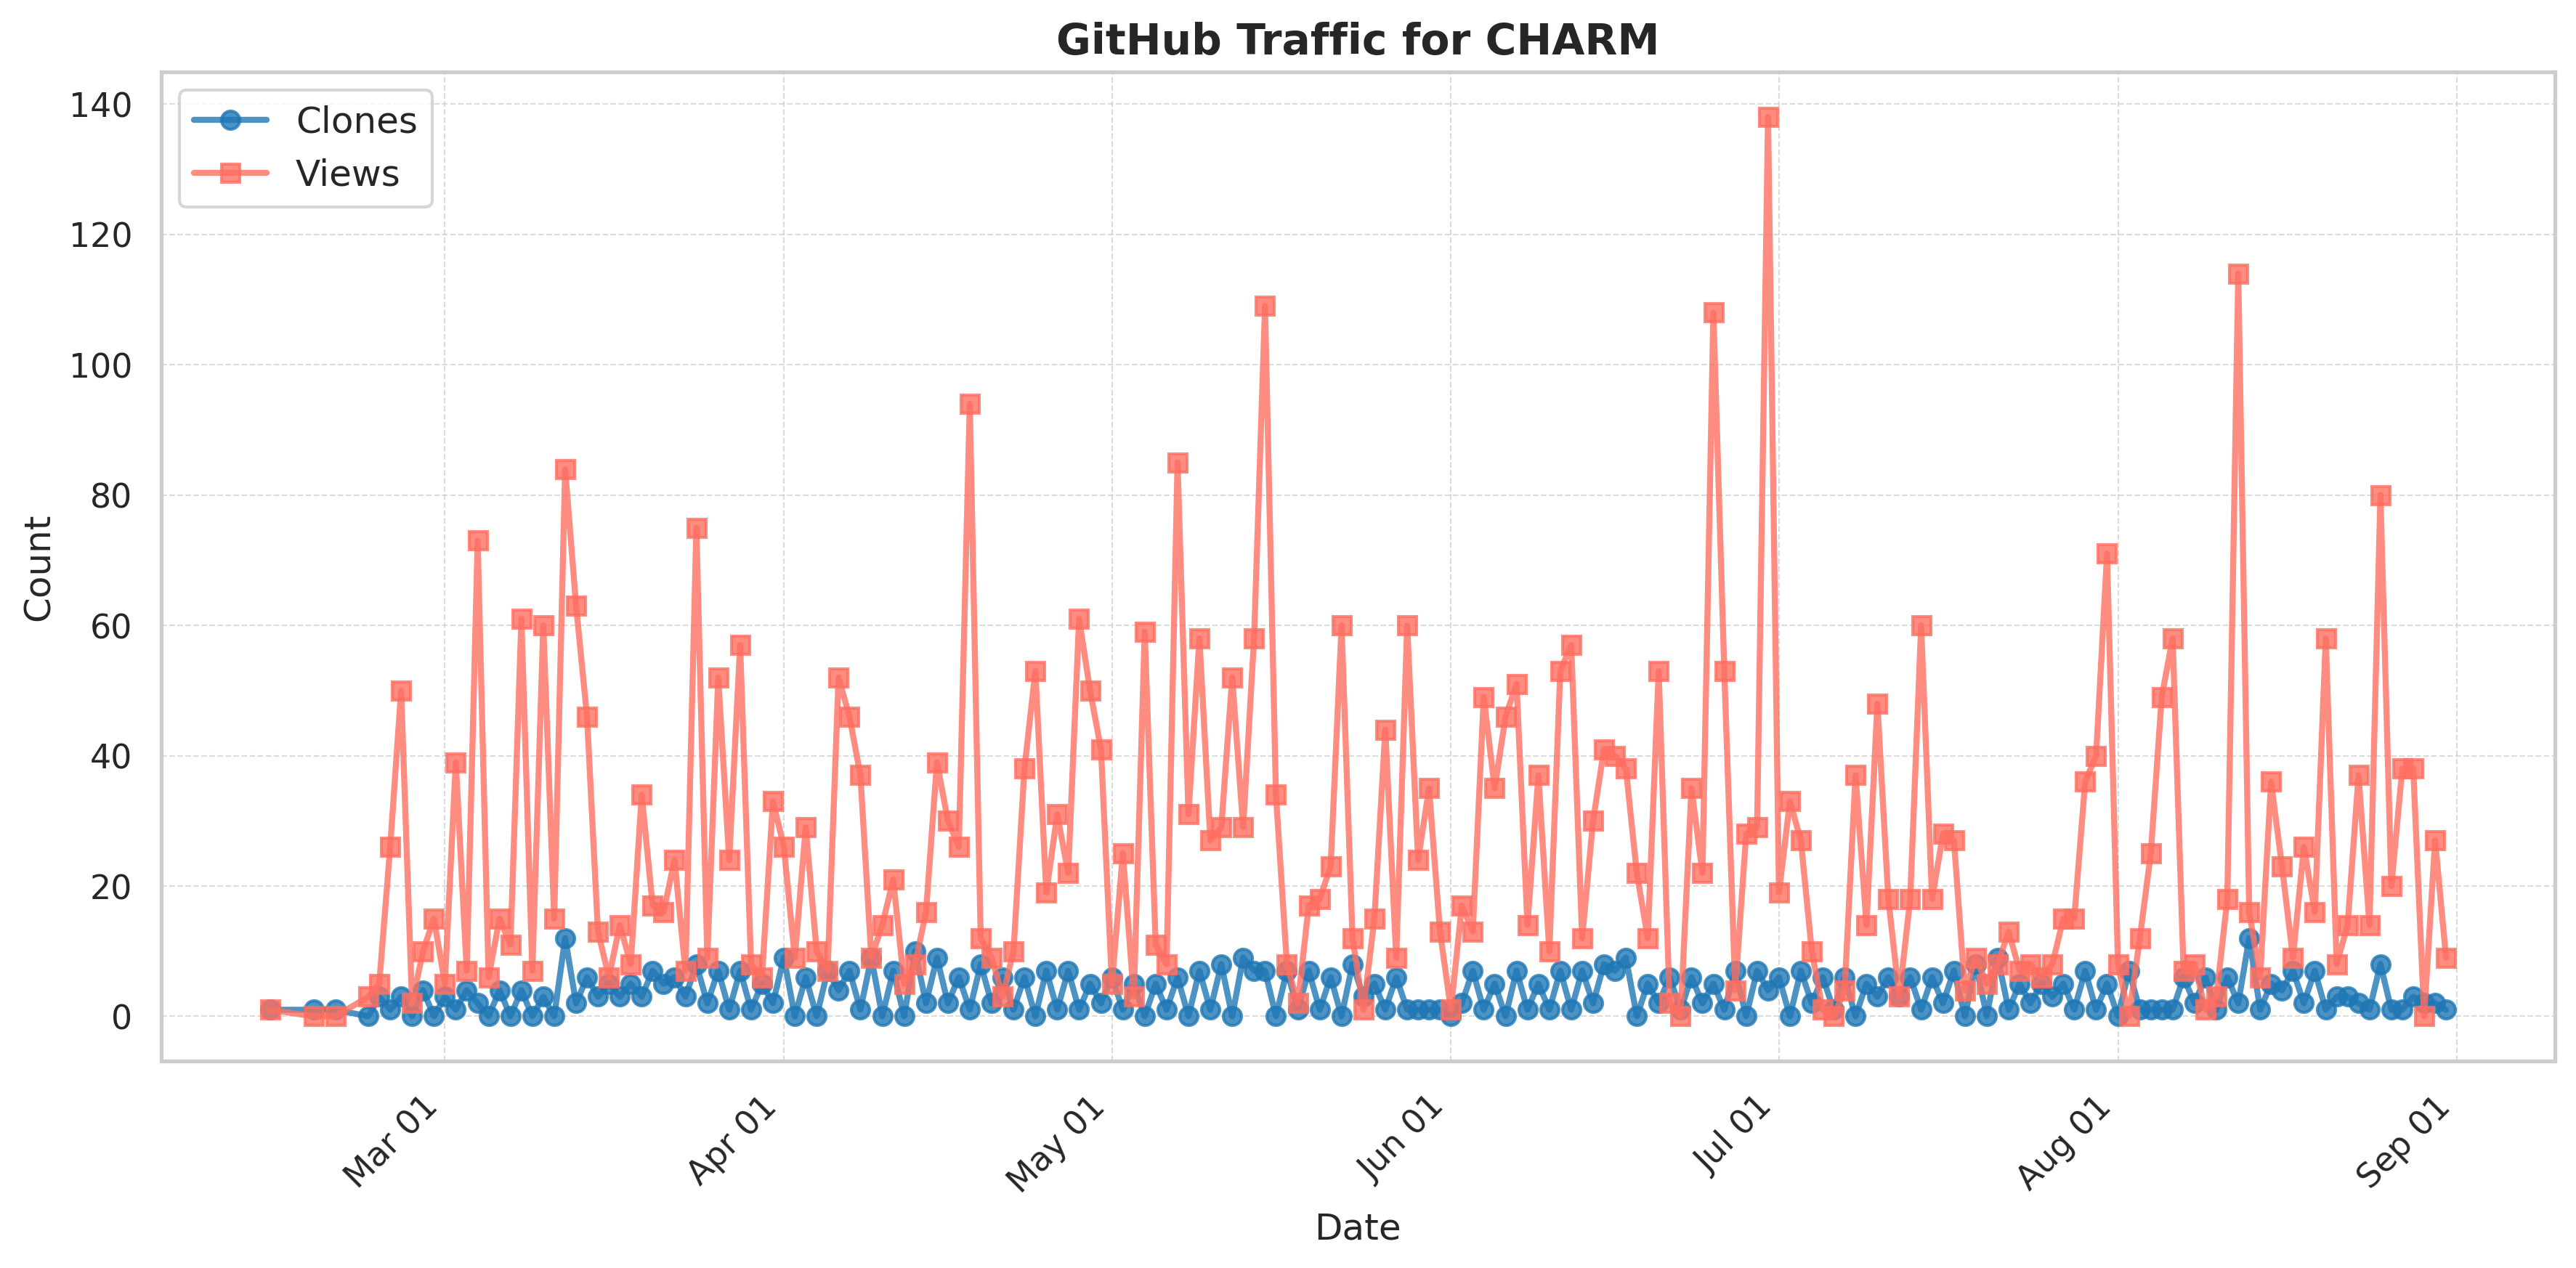 GitHub Traffic for CHARM
Clones
Views
140
120
100
80
60
40
20
0
Count
Mar 01
Apr 01
May 01
Jun 01
Jul 01
Aug 01
Sep 01
Date